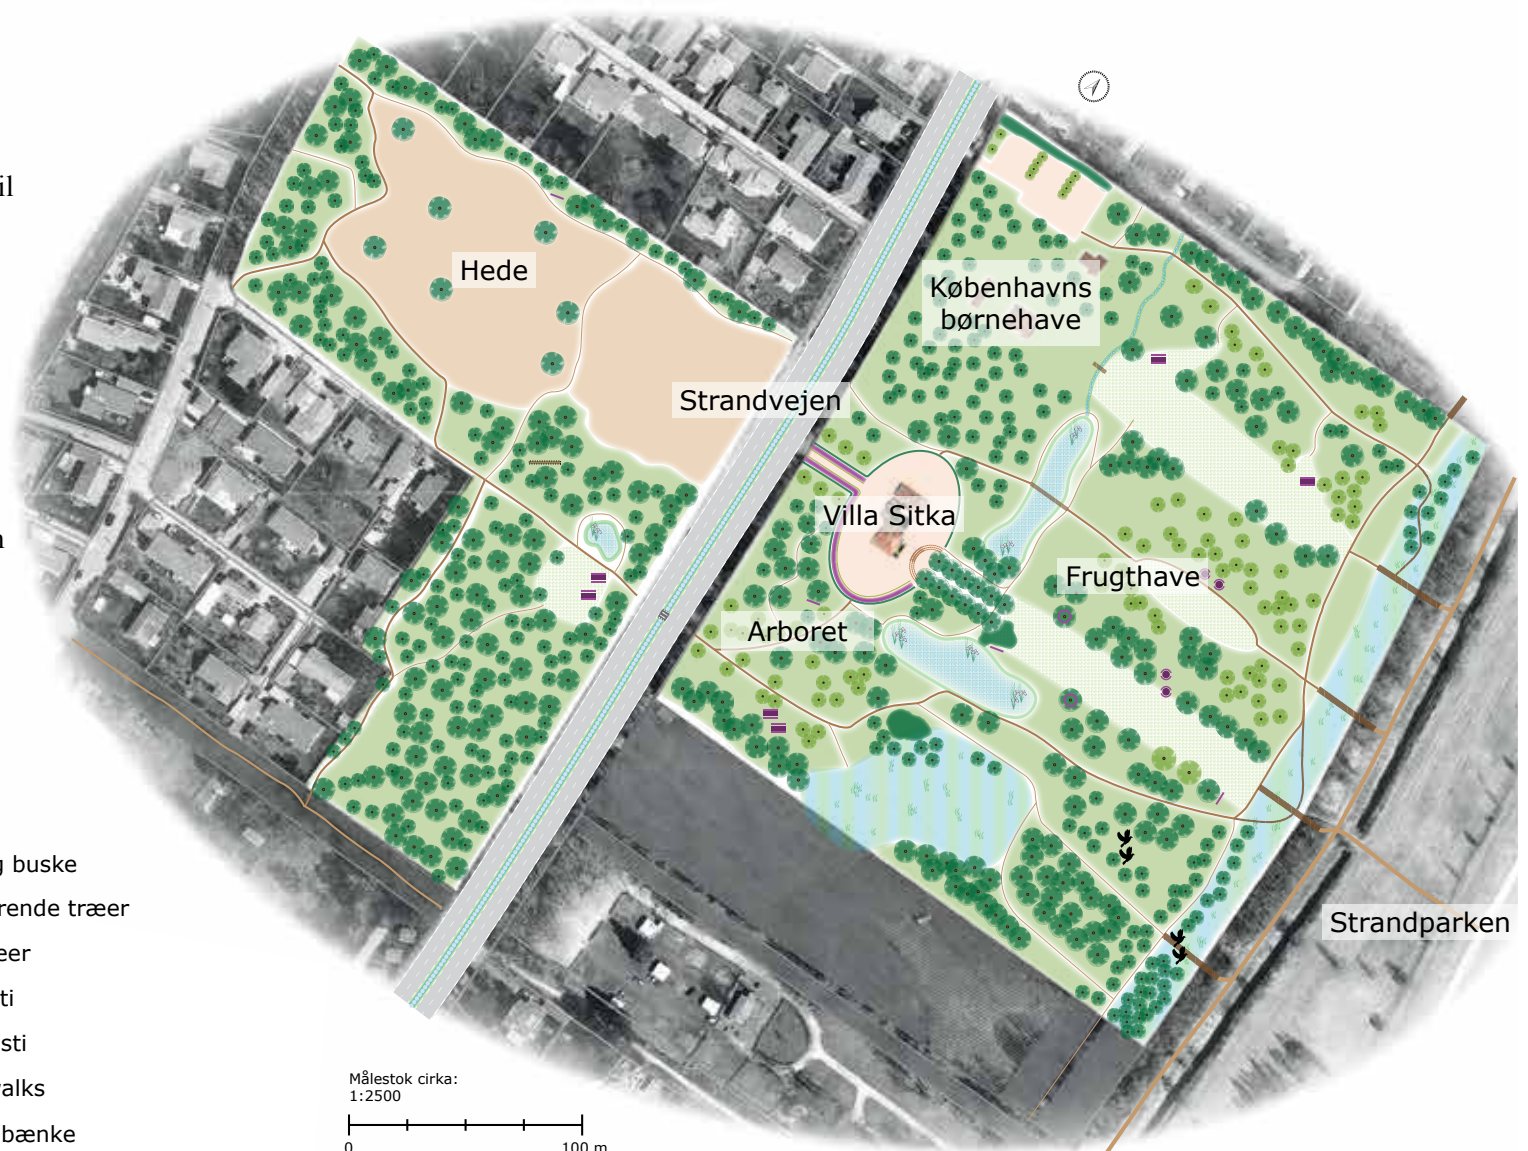 il
Hede
Københavns
børnehave
Strandvejen
Villa Sitka
n
Frugthave
Arboret
g buske
rende træer
eer
ti
Strandparken
sti
alks
bænke
Målestok cirka:
1:2500
0 100 m